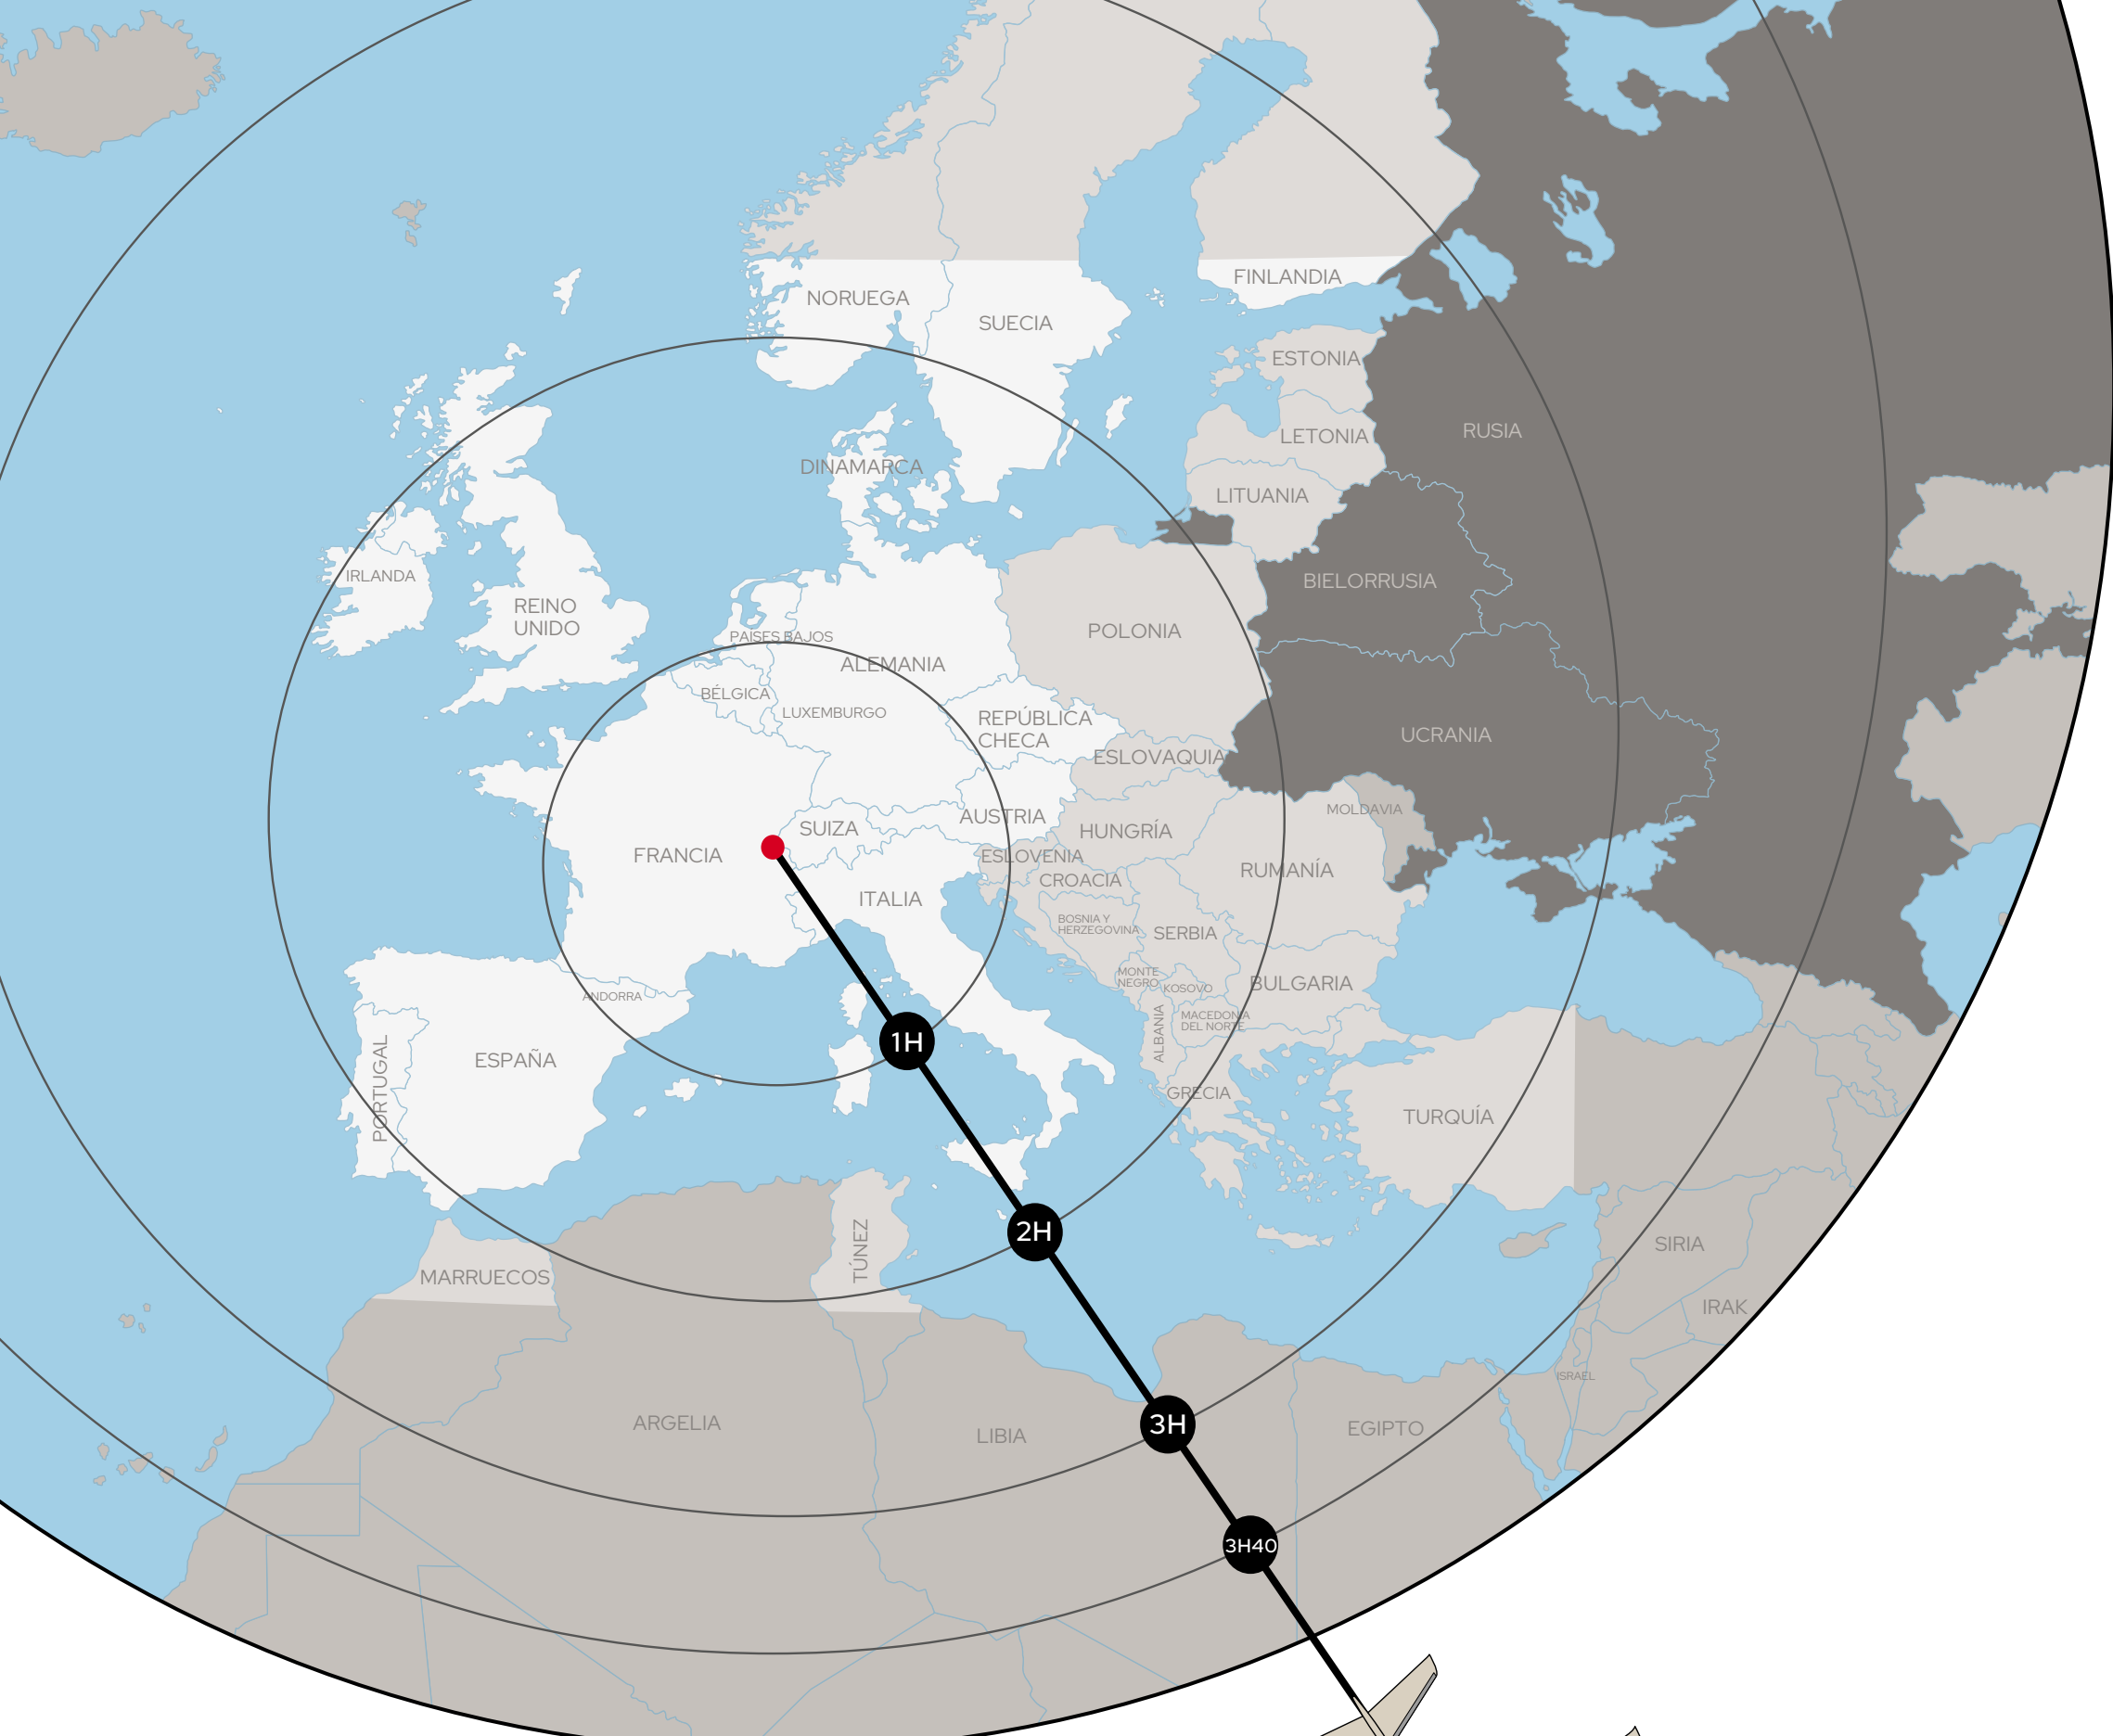 FINLANDIA
NORUEGA
SUECIA
ESTONIA
RUSIA
LETONIA
DINAMARCA
LITUANIA
IRLANDA
BIELORRUSIA
REINO
UNIDO
POLONIA
PAÍSES BAJOS
ALEMANIA
BÉLGICA
LUXEMBURGO
REPÚBLICA
CHECA
UCRANIA
ESLOVAQUIA
MOLDAVIA
AUSTRIA
SUIZA
HUNGRÍA
FRANCIA
ESLOVENIA
RUMANÍA
CROACIA
ITALIA
BOSNIA Y
HERZEGOVINA
SERBIA
MONTE
NEGRO
KOSOVO
BULGARIA
ANDORRA
MACEDONIA
DEL NORTE
ALBANIA
1H
ESPAÑA
PORTUGAL
GRECIA
TURQUÍA
2H
TÚNEZ
SIRIA
MARRUECOS
IRAK
ISRAEL
ARGELIA
3H
EGIPTO
LIBIA
3H40